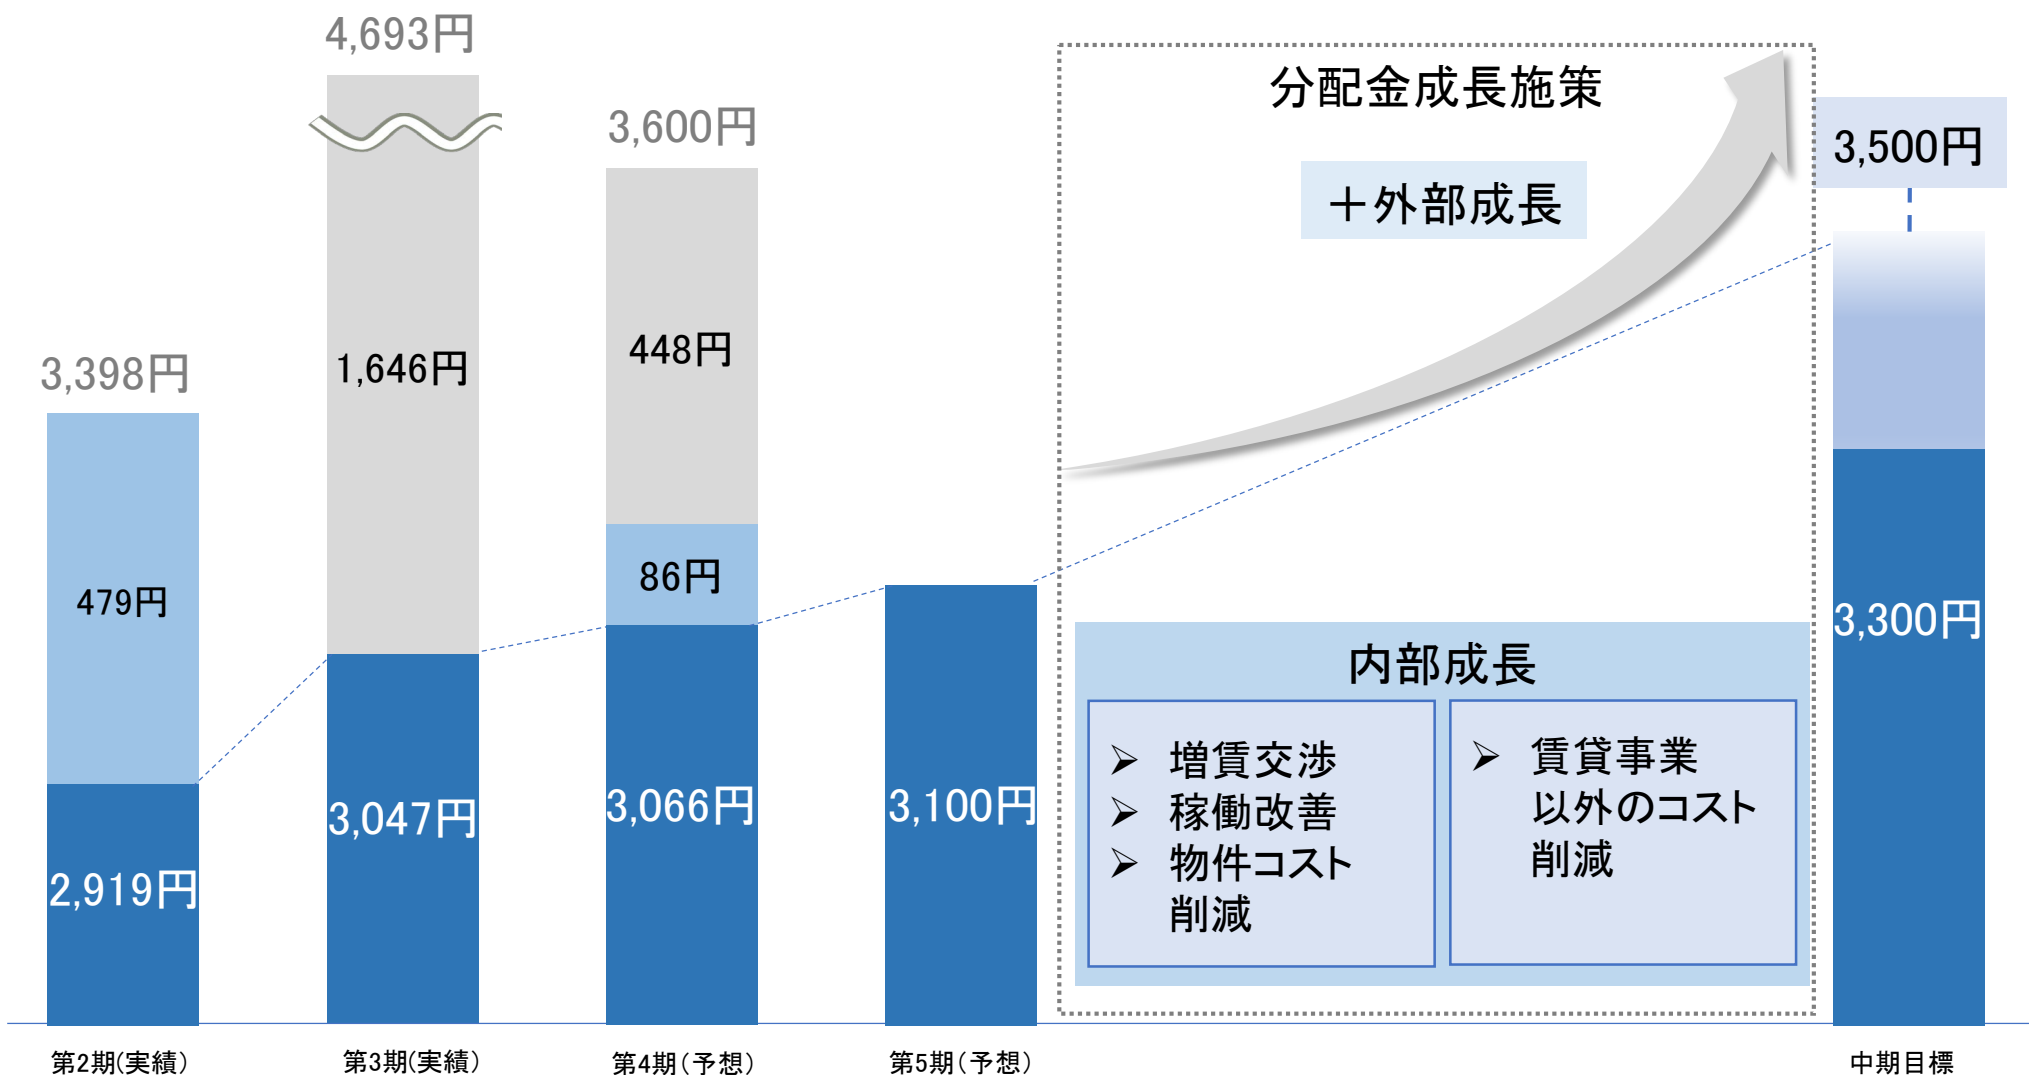 4,693円
3,600円
3,398円
1,646円
448円
479円
86円
2,919円
3,047円
3,066円
3,100円
分配金成長施策
＋外部成長
内部成長
➢ 増賃交渉
➢ 稼働改善
➢ 物件コスト
削減
➢ 賃貸事業
以外のコスト
削減
3,500円
3,300円
第2期(実績)
第3期(実績)
第4期(予想)
第5期(予想)
中期目標